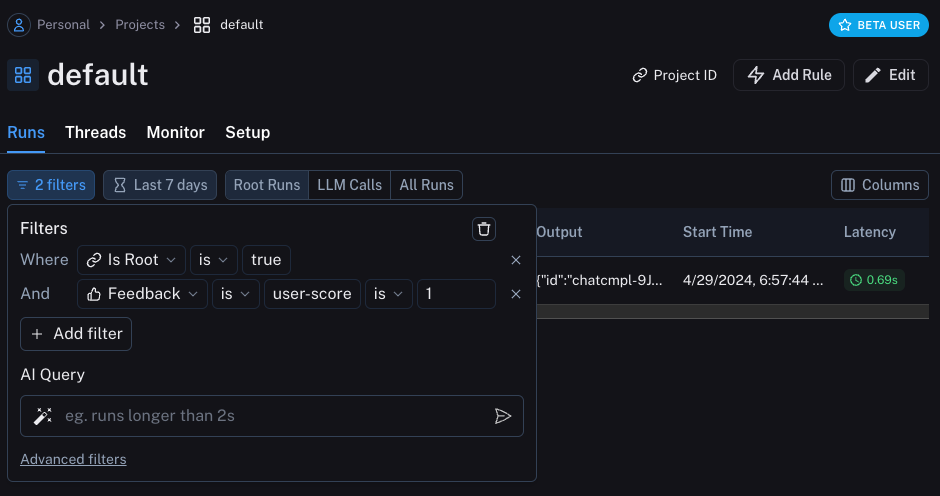 Personal > Projects > default
BETA USER
default
Project ID
Add Rule
Edit
Runs Threads Monitor Setup
2 filters Last 7 days Root Runs LLM Calls All Runs
Columns
Filters
Where Is Root is true
And Feedback is user-score is 1
+ Add filter
AI Query
eg. runs longer than 2s
Advanced filters
Output Start Time Latency
{"id":"chatcmpl-9J... 4/29/2024, 6:57:44 ... 0.69s